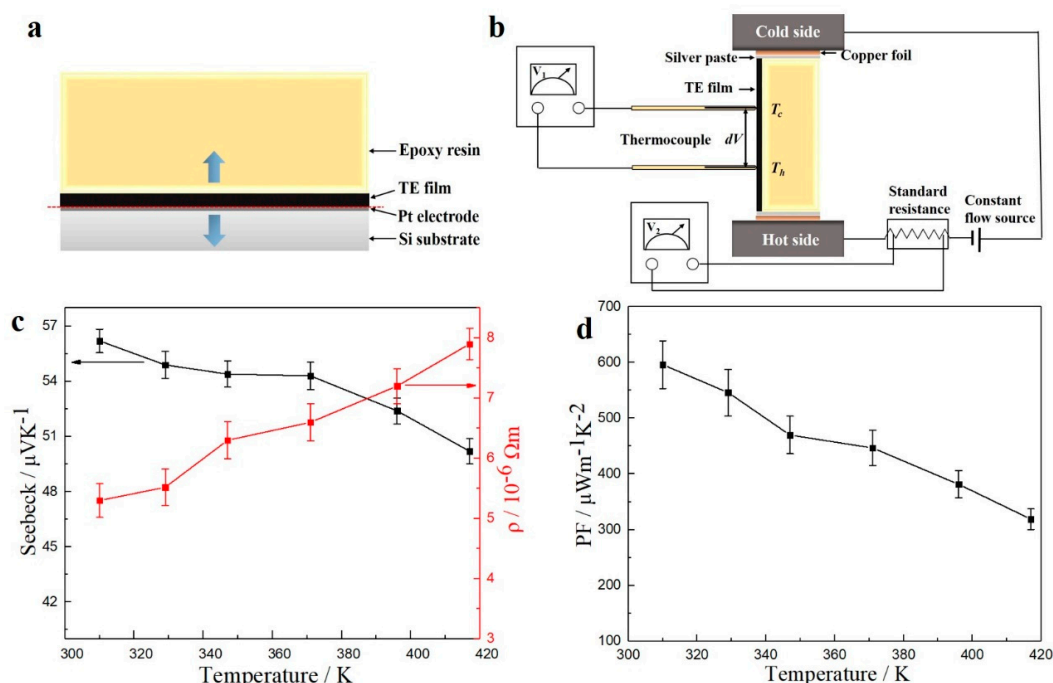 a
Epoxy resin
TE film
Pt electrode
Si substrate
b
Cold side
Silver paste
Copper foil
TE film
V1
Tc
Thermocouple
dV
Th
Standard
resistance
Constant
flow source
V2
Hot side
c
57
54
51
48
45
42
Seebeck / μVK-1
8
7
6
5
4
3
ρ / 10-6 Ωm
300 320 340 360 380 400 420
Temperature / K
d
700
600
500
400
300
200
100
PF / μWm-1K-2
300 320 340 360 380 400 420
Temperature / K